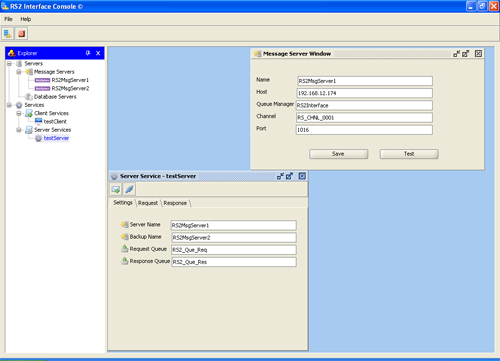 RS2 Interface Console ©
File Help
Explorer
Servers
Message Servers
RS2MsgServer1
RS2MsgServer2
Database Servers
Services
Client Services
testClient
Server Services
testServer
Message Server Window
Name RS2MsgServer1
Host 192.168.12.174
Queue Manager RS2Interface
Channel RS_CHNL_0001
Port 1016
Save Test
Server Service - testServer
Settings Request Response
Server Name RS2MsgServer1
Backup Name RS2MsgServer2
Request Queue RS2_Que_Req
Response Queue RS2_Que_Res